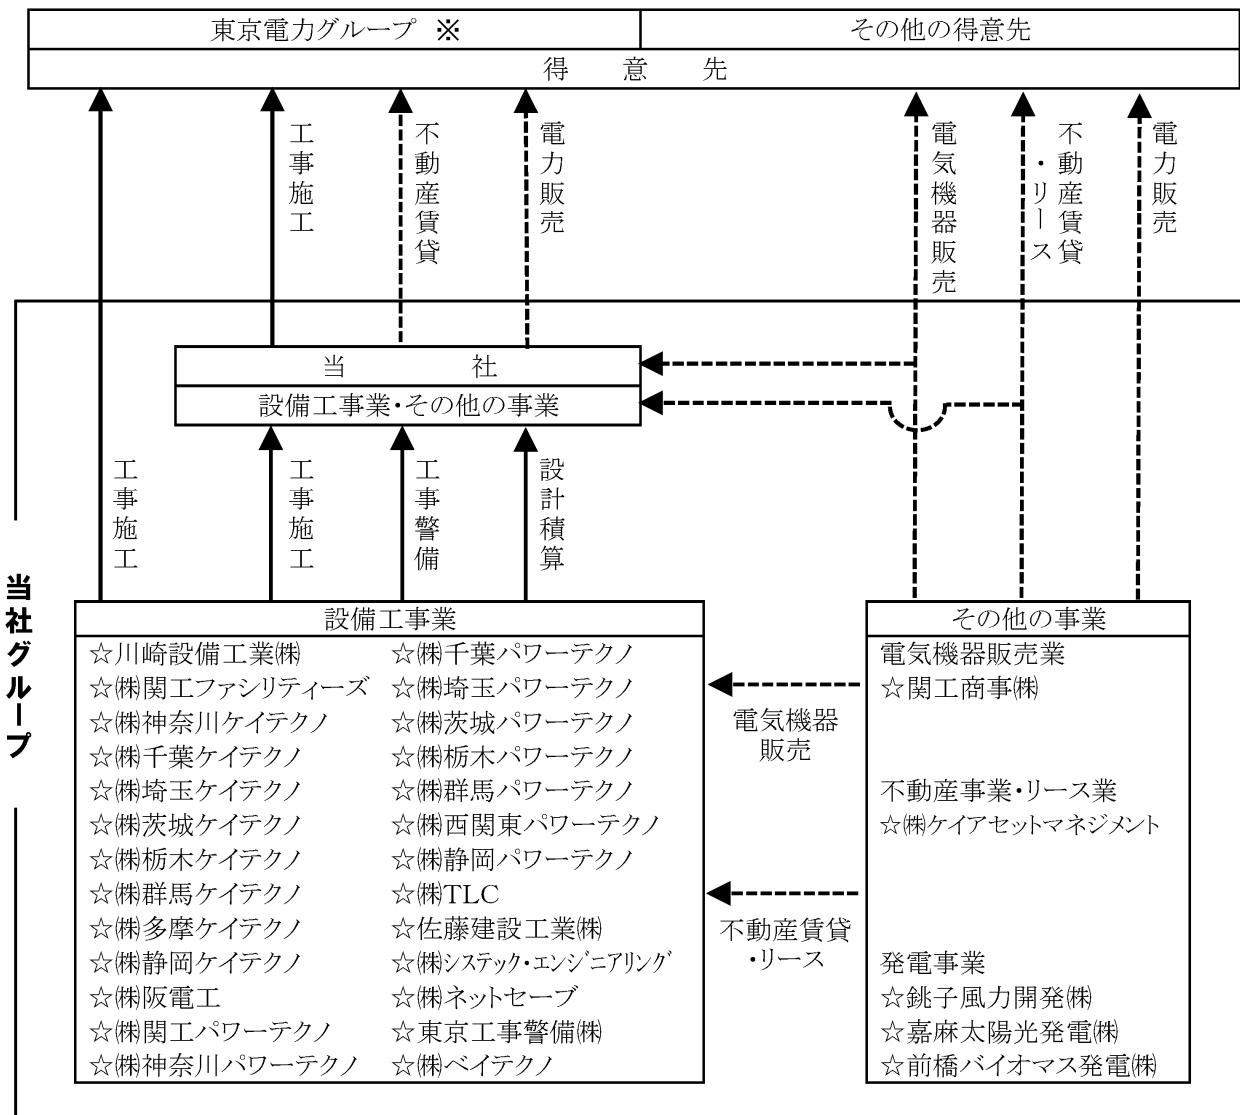 東京電力グループ ※
その他の得意先
得 意 先
工事施工
不動産賃貸
電力販売
電気機器販売
不動産賃貸
・リース
電力販売
当 社
設備工事業・その他の事業
工事施工
工事施工
工事警備
設計積算
当社グループ
設備工事業
☆川崎設備工業㈱
☆㈱関工ファシリティーズ
☆㈱神奈川ケイテクノ
☆㈱千葉ケイテクノ
☆㈱埼玉ケイテクノ
☆㈱茨城ケイテクノ
☆㈱栃木ケイテクノ
☆㈱群馬ケイテクノ
☆㈱多摩ケイテクノ
☆㈱静岡ケイテクノ
☆㈱阪電工
☆㈱関工パワーテクノ
☆㈱神奈川パワーテクノ
☆㈱千葉パワーテクノ
☆㈱埼玉パワーテクノ
☆㈱茨城パワーテクノ
☆㈱栃木パワーテクノ
☆㈱群馬パワーテクノ
☆㈱西関東パワーテクノ
☆㈱静岡パワーテクノ
☆㈱TLC
☆佐藤建設工業㈱
☆㈱システック・エンジニアリング
☆㈱ネットセーブ
☆東京工事警備㈱
☆㈱ベイテクノ
電気機器
販売
不動産賃貸
・リース
その他の事業
電気機器販売業
☆関工商事㈱
不動産事業・リース業
☆㈱ケイアセットマネジメント
発電事業
☆銚子風力開発㈱
☆嘉麻太陽光発電㈱
☆前橋バイオマス発電㈱